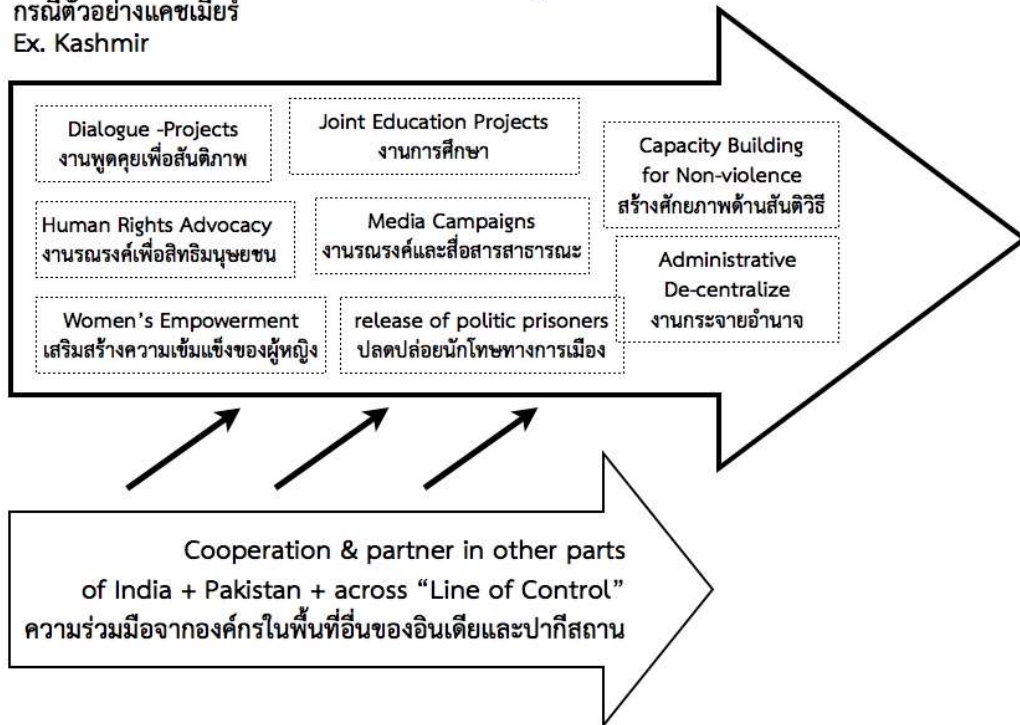 กรณีตัวอย่างแคชเมียร์
Ex. Kashmir
Dialogue -Projects
งานพูดคุยเพื่อสันติภาพ
Joint Education Projects
งานการศึกษา
Capacity Building
for Non-violence
สร้างศักยภาพด้านสันติวิธี
Human Rights Advocacy
งานรณรงค์เพื่อสิทธิมนุษยชน
Media Campaigns
งานรณรงค์และสื่อสารสาธารณะ
Administrative
De-centralize
งานกระจายอำนาจ
Women's Empowerment
เสริมสร้างความเข้มแข็งของผู้หญิง
release of politic prisoners
ปลดปล่อยนักโทษทางการเมือง
Cooperation & partner in other parts
of India + Pakistan + across “Line of Control”
ความร่วมมือจากองค์กรในพื้นที่อื่นของอินเดียและปากีสถาน